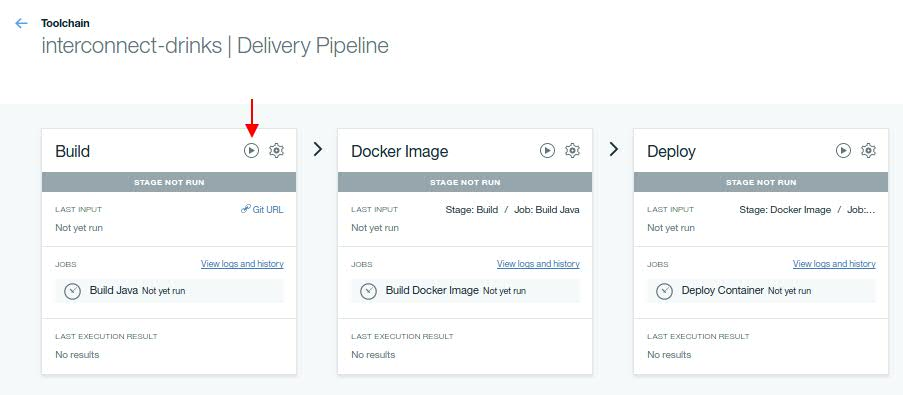 Toolchain
interconnect-drinks | Delivery Pipeline
Build
STAGE NOT RUN
LAST INPUT Git URL
Not yet run
JOBS View logs and history
Build Java Not yet run
LAST EXECUTION RESULT
No results
Docker Image
STAGE NOT RUN
LAST INPUT Stage: Build / Job: Build Java
Not yet run
JOBS View logs and history
Build Docker Image Not yet run
LAST EXECUTION RESULT
No results
Deploy
STAGE NOT RUN
LAST INPUT Stage: Docker Image / Job:...
Not yet run
JOBS View logs and history
Deploy Container Not yet run
LAST EXECUTION RESULT
No results